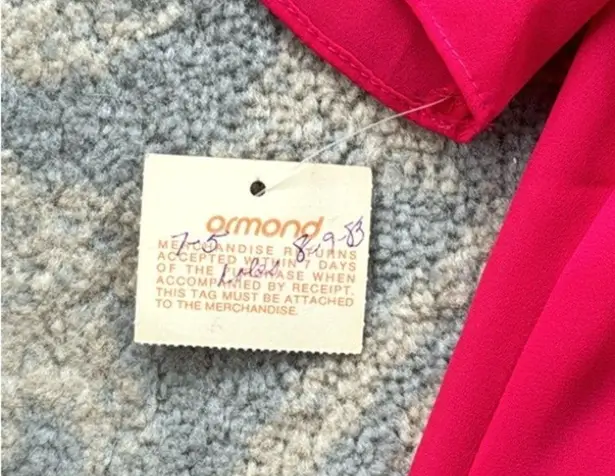 ormond
7-5 8-9-83
MERCHANDISE RETURNS
ACCEPTED WITHIN 7 DAYS
OF THE PURCHASE WHEN
ACCOMPANIED BY RECEIPT.
THIS TAG MUST BE ATTACHED
TO THE MERCHANDISE.